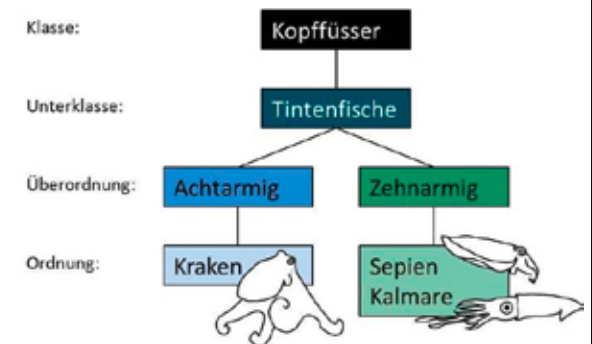 Klasse: Kopffüsser
Unterklasse: Tintenfische
Überordnung: Achtarmig Zehnarmig
Ordnung: Kraken Sepien
Kalmare